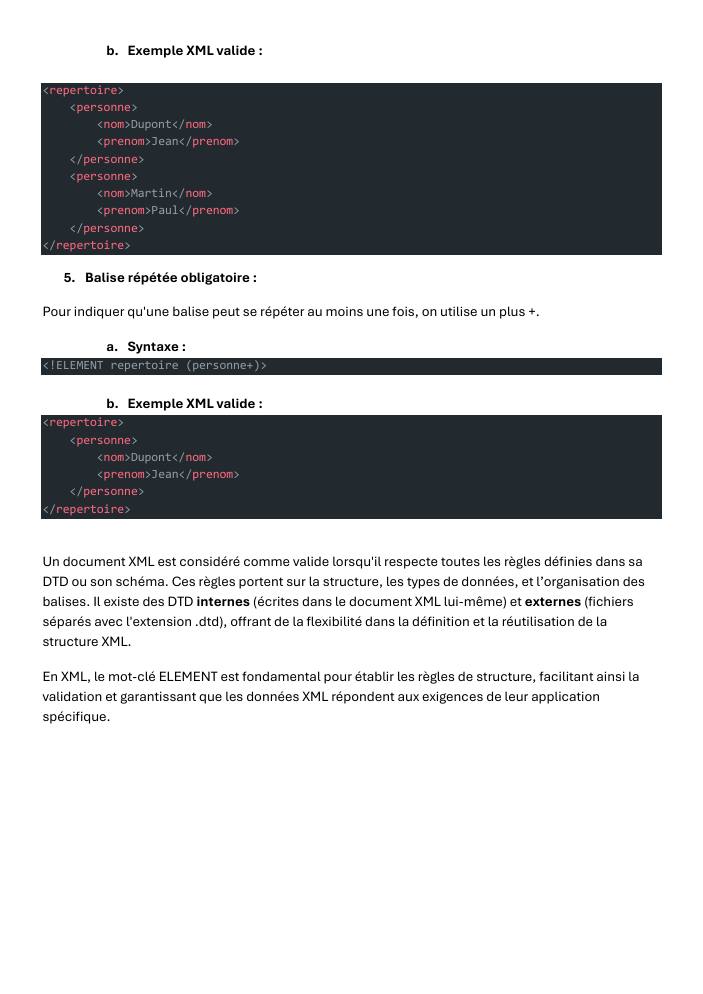 b. Exemple XML valide :
<repertoire>
    <personne>
        <nom>Dupont</nom>
        <prenom>Jean</prenom>
    </personne>
    <personne>
        <nom>Martin</nom>
        <prenom>Paul</prenom>
    </personne>
</repertoire>
5. Balise répétée obligatoire :
Pour indiquer qu'une balise peut se répéter au moins une fois, on utilise un plus +.
a. Syntaxe :
<!ELEMENT repertoire (personne+)>
b. Exemple XML valide :
<repertoire>
    <personne>
        <nom>Dupont</nom>
        <prenom>Jean</prenom>
    </personne>
</repertoire>
Un document XML est considéré comme valide lorsqu'il respecte toutes les règles définies dans sa
DTD ou son schéma. Ces règles portent sur la structure, les types de données, et l’organisation des
balises. Il existe des DTD internes (écrites dans le document XML lui-même) et externes (fichiers
séparés avec l'extension .dtd), offrant de la flexibilité dans la définition et la réutilisation de la
structure XML.
En XML, le mot-clé ELEMENT est fondamental pour établir les règles de structure, facilitant ainsi la
validation et garantissant que les données XML répondent aux exigences de leur application
spécifique.